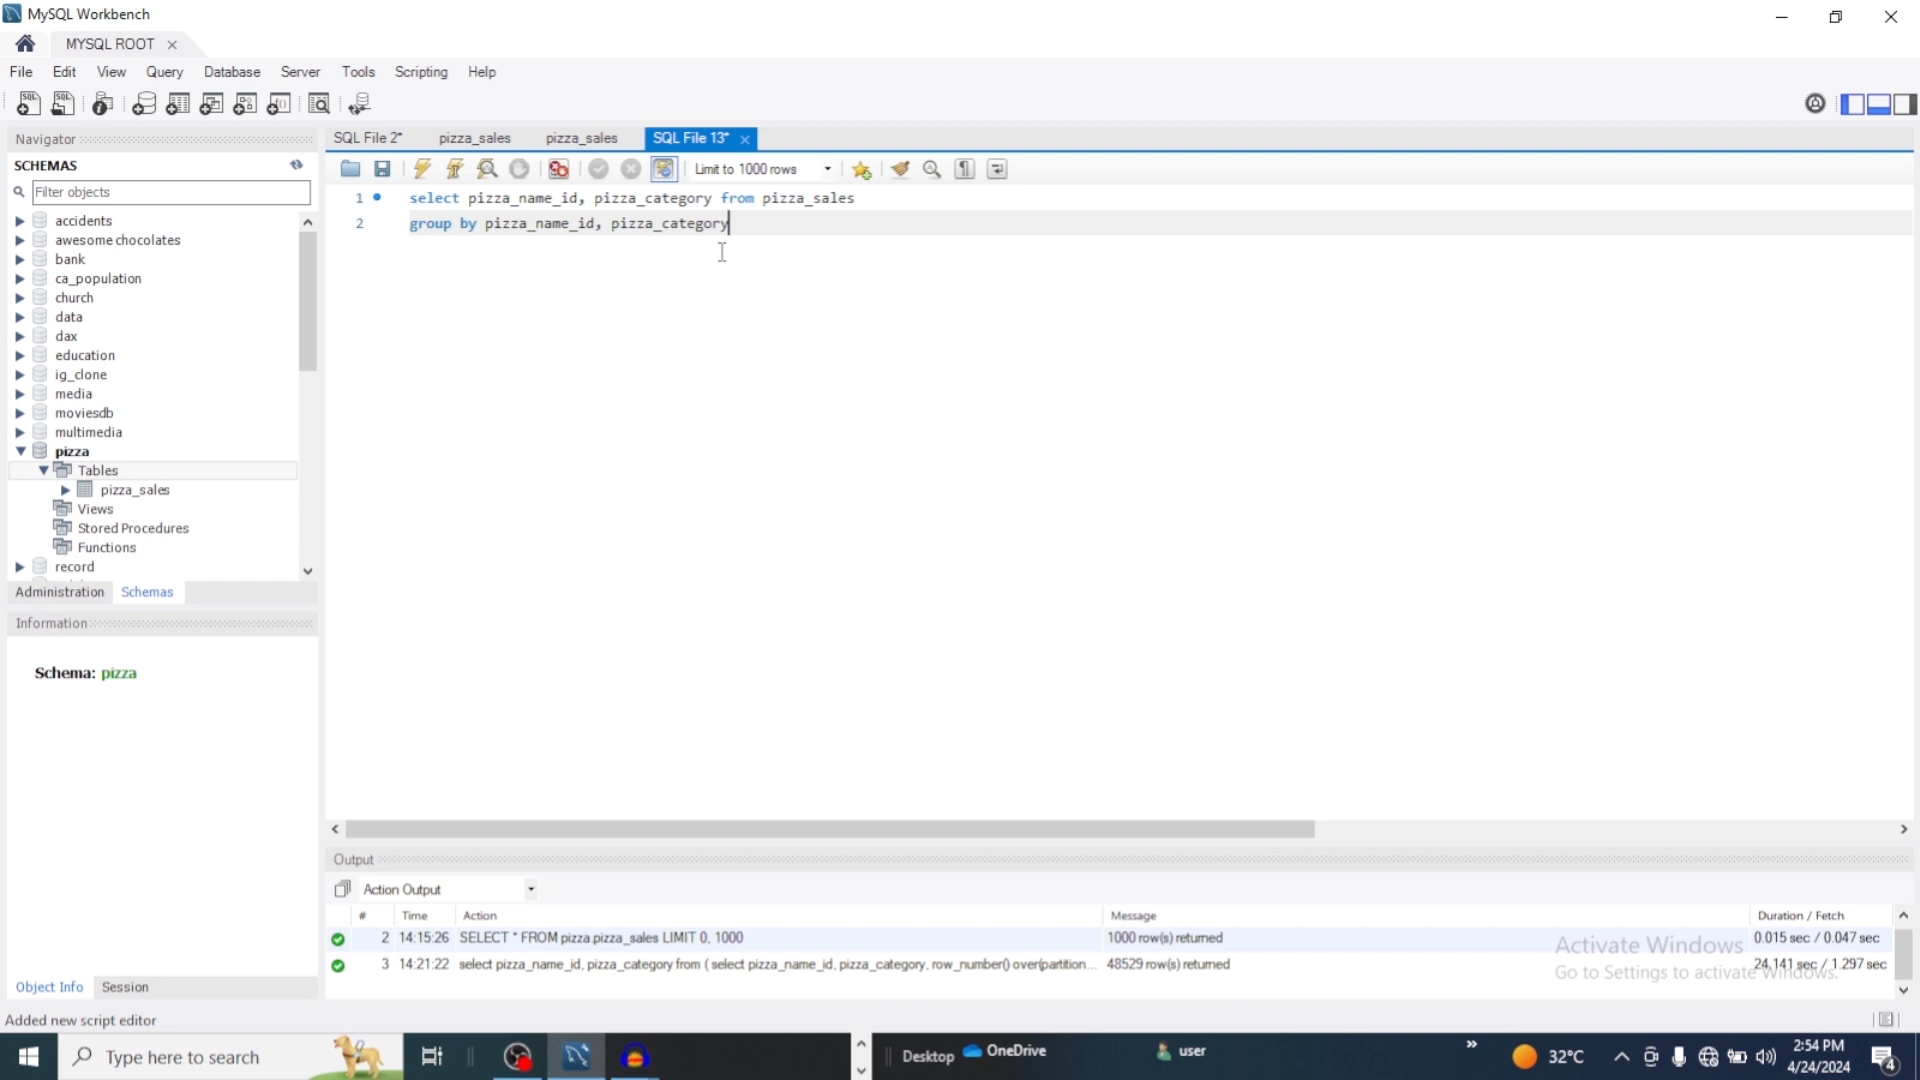 MySQL Workbench
MYSQL ROOT
File Edit View Query Database Server Tools Scripting Help
Navigator
SCHEMAS
Filter objects
accidents
awesome chocolates
bank
ca_population
church
data
dax
education
ig_clone
media
moviesdb
multimedia
pizza
Tables
pizza_sales
Views
Stored Procedures
Functions
record
Administration Schemas
Information
Schema: pizza
Object Info Session
SQL File 2* pizza_sales pizza_sales SQL File 13*
Limit to 1000 rows
1 select pizza_name_id, pizza_category from pizza_sales
2 group by pizza_name_id, pizza_category
Output
Action Output
# Time Action Message Duration / Fetch
2 14:15:26 SELECT * FROM pizza.pizza_sales LIMIT 0, 1000 1000 row(s) returned 0.015 sec / 0.047 sec
3 14:21:22 select pizza_name_id, pizza_category from ( select pizza_name_id, pizza_category, row_number() over(partition... 48529 row(s) returned 24.141 sec / 1.297 sec
Activate Windows
Go to Settings to activate Windows.
Added new script editor
Type here to search
Desktop OneDrive user
32°C
2:54 PM
4/24/2024
4